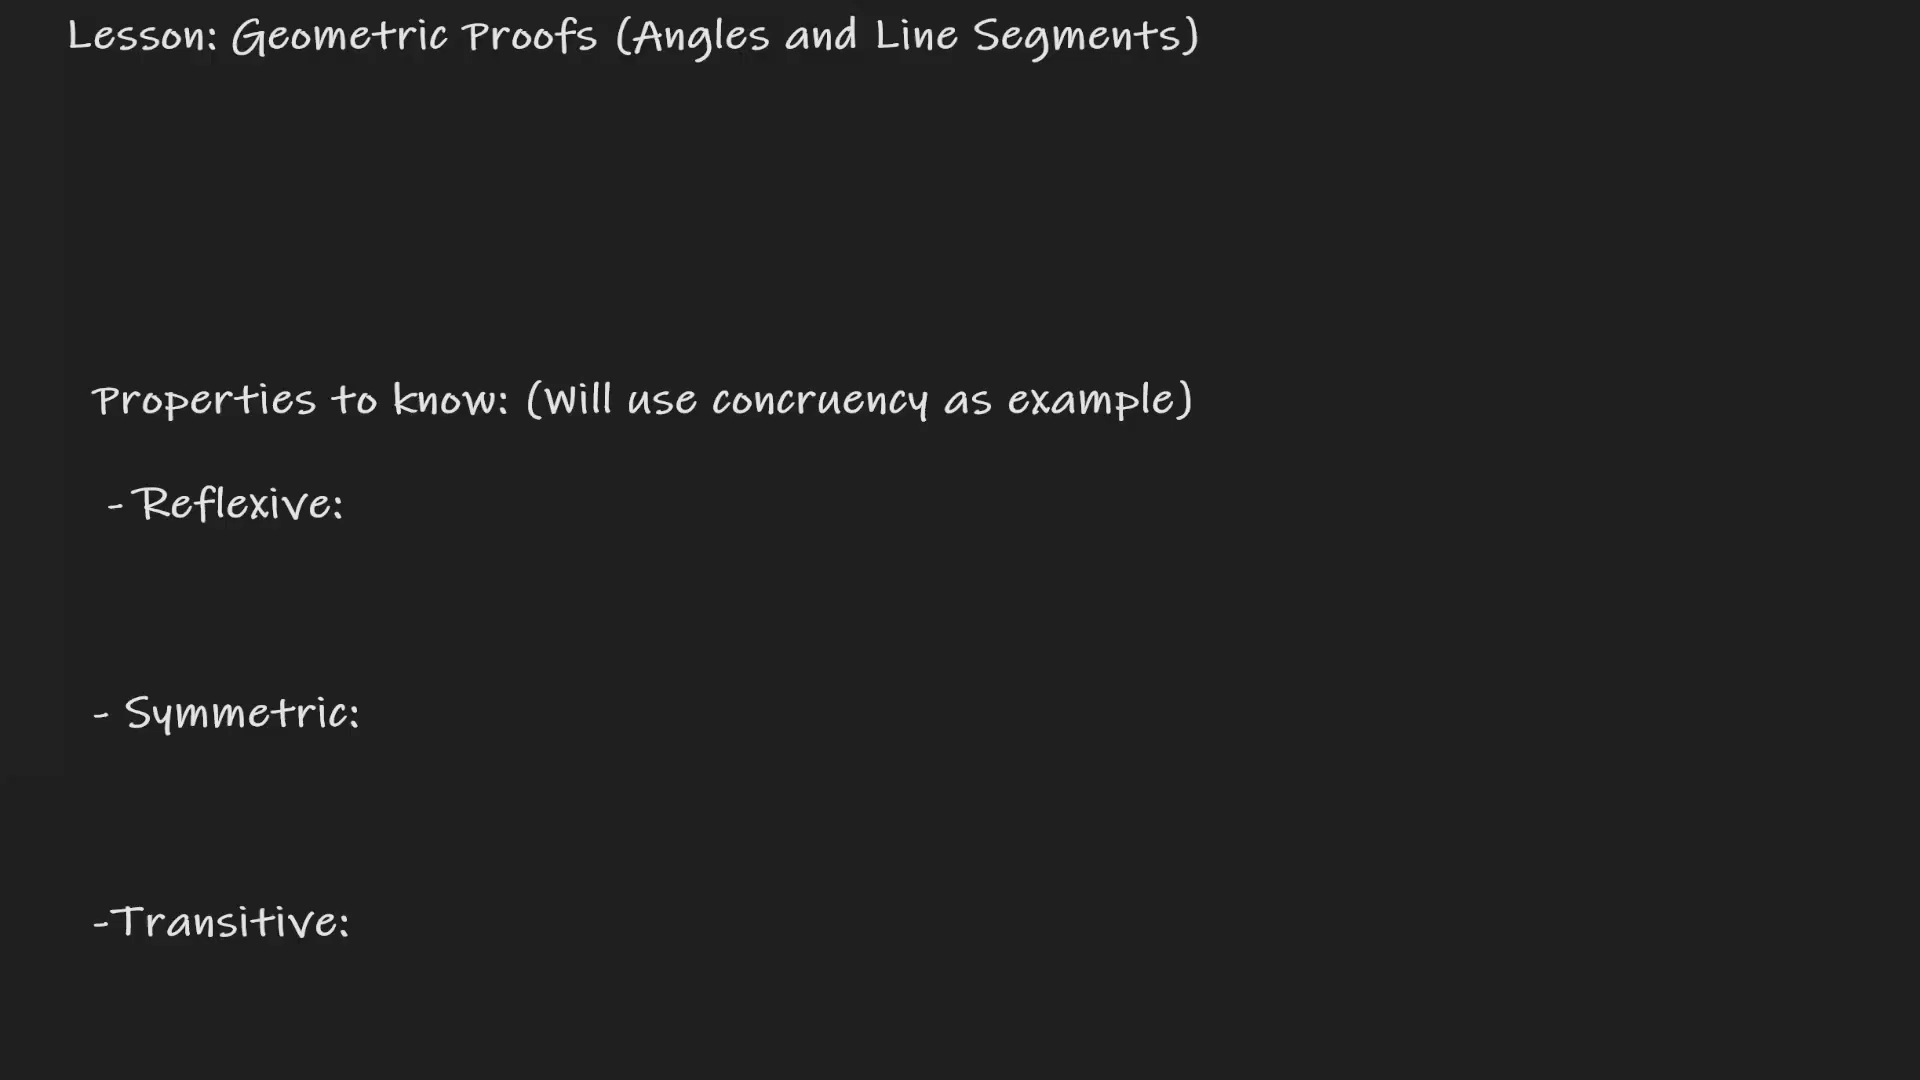 Lesson: Geometric Proofs (Angles and Line Segments)
Properties to know: (Will use concruency as example)
- Reflexive:
- Symmetric:
-Transitive: